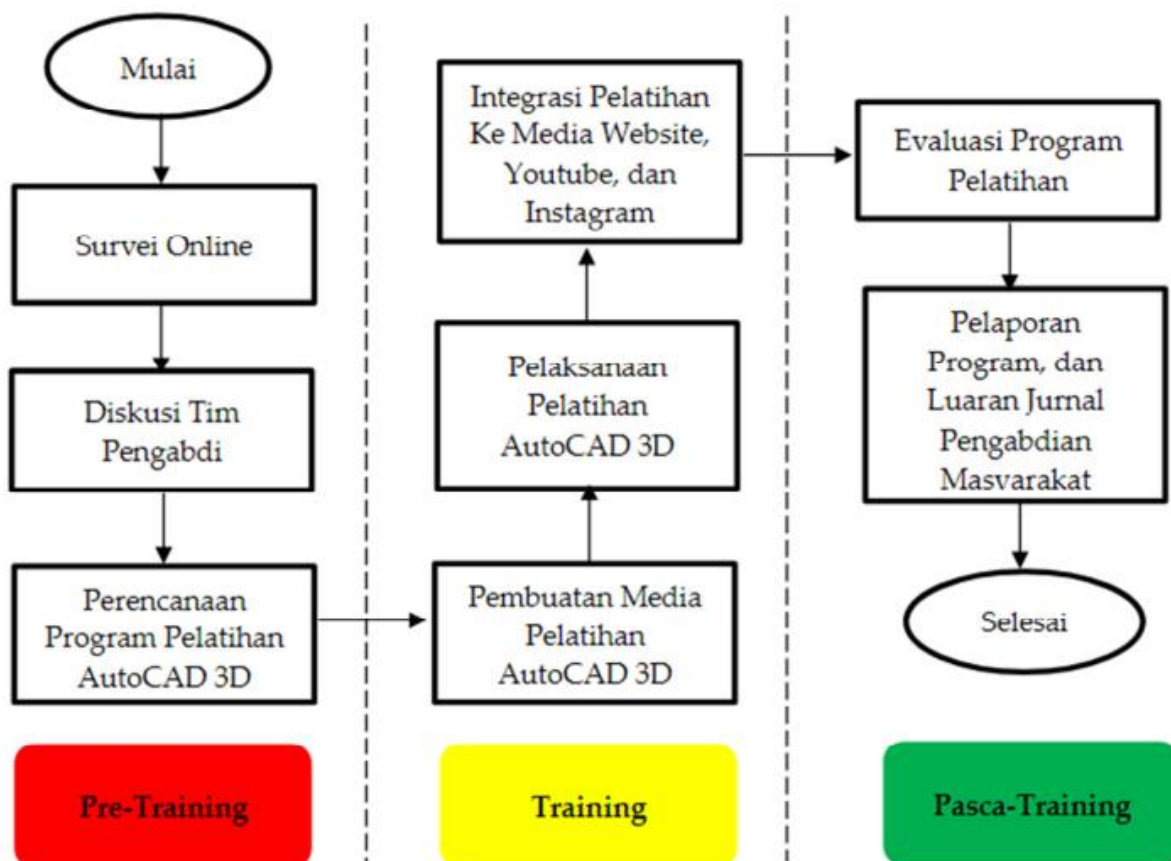 Mulai
Survei Online
Diskusi Tim
Pengabdi
Perencanaan
Program Pelatihan
AutoCAD 3D
Pre-Training
Integrasi Pelatihan
Ke Media Website,
Youtube, dan
Instagram
Pelaksanaan
Pelatihan
AutoCAD 3D
Pembuatan Media
Pelatihan
AutoCAD 3D
Training
Evaluasi Program
Pelatihan
Pelaporan
Program, dan
Luaran Jurnal
Pengabdian
Masvarakat
Selesai
Pasca-Training